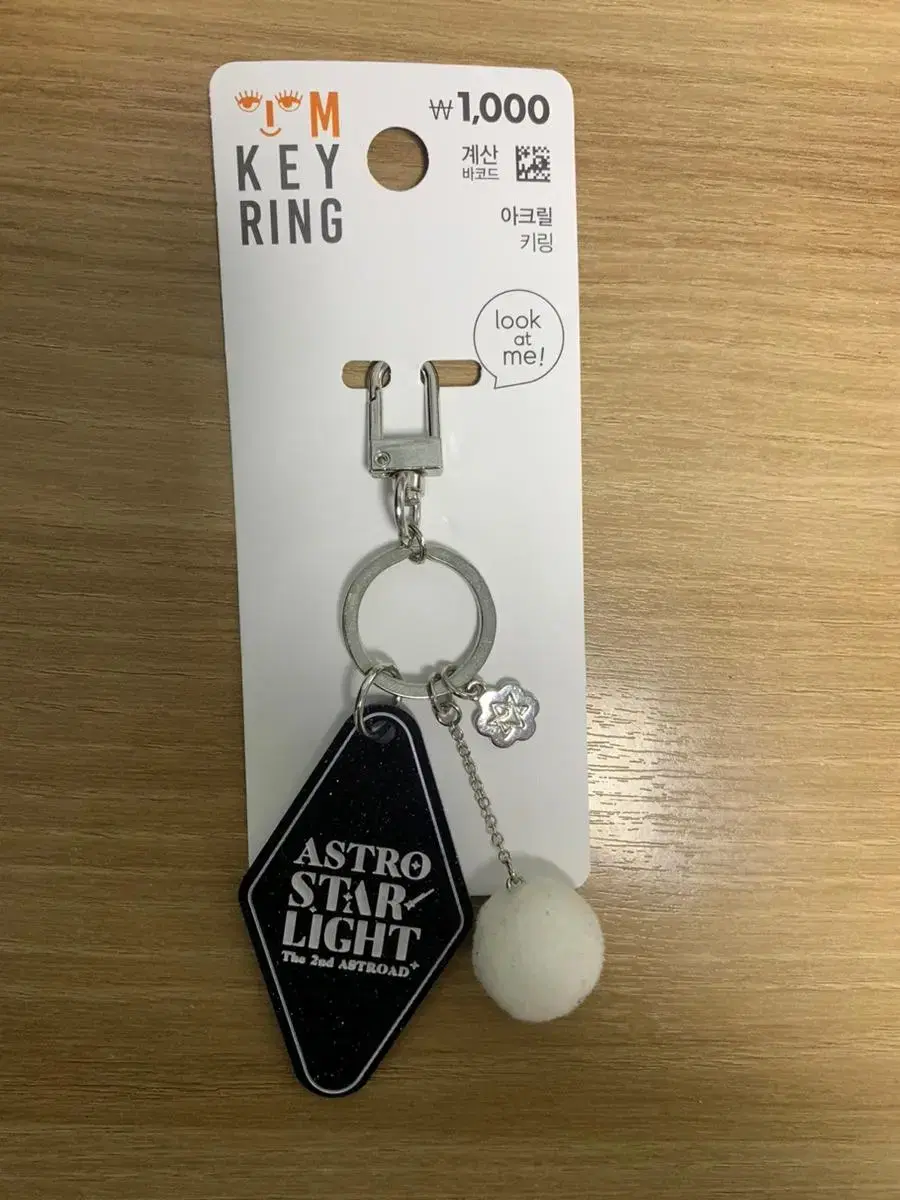 I'M
KEY
RING
₩1,000
계산
바코드
아크릴
키링
look
at
me!
ASTRO
STAR
LIGHT
The 2nd ASTROAD